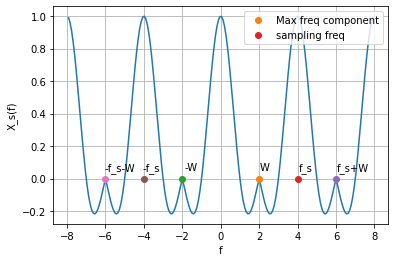 1.0
0.8
0.6
0.4
0.2
0.0
−0.2
X_s(f)
Max freq component
sampling freq
-f_s-W
-f_s
-W
W
f_s
f_s+W
−8 −6 −4 −2 0 2 4 6 8
f